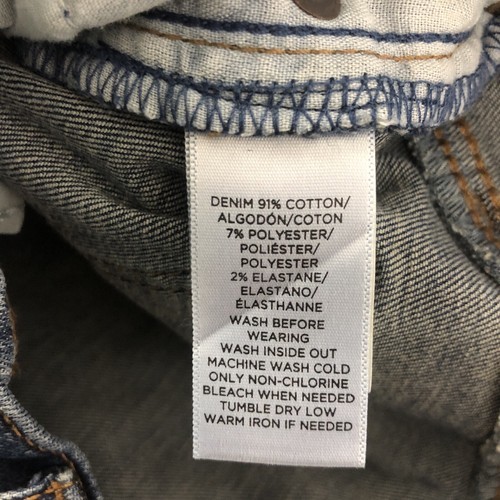 DENIM 91% COTTON/
ALGODÓN/COTON
7% POLYESTER/
POLIÉSTER/
POLYESTER
2% ELASTANE/
ELASTANO/
ÉLASTHANNE
WASH BEFORE
WEARING
WASH INSIDE OUT
MACHINE WASH COLD
ONLY NON-CHLORINE
BLEACH WHEN NEEDED
TUMBLE DRY LOW
WARM IRON IF NEEDED